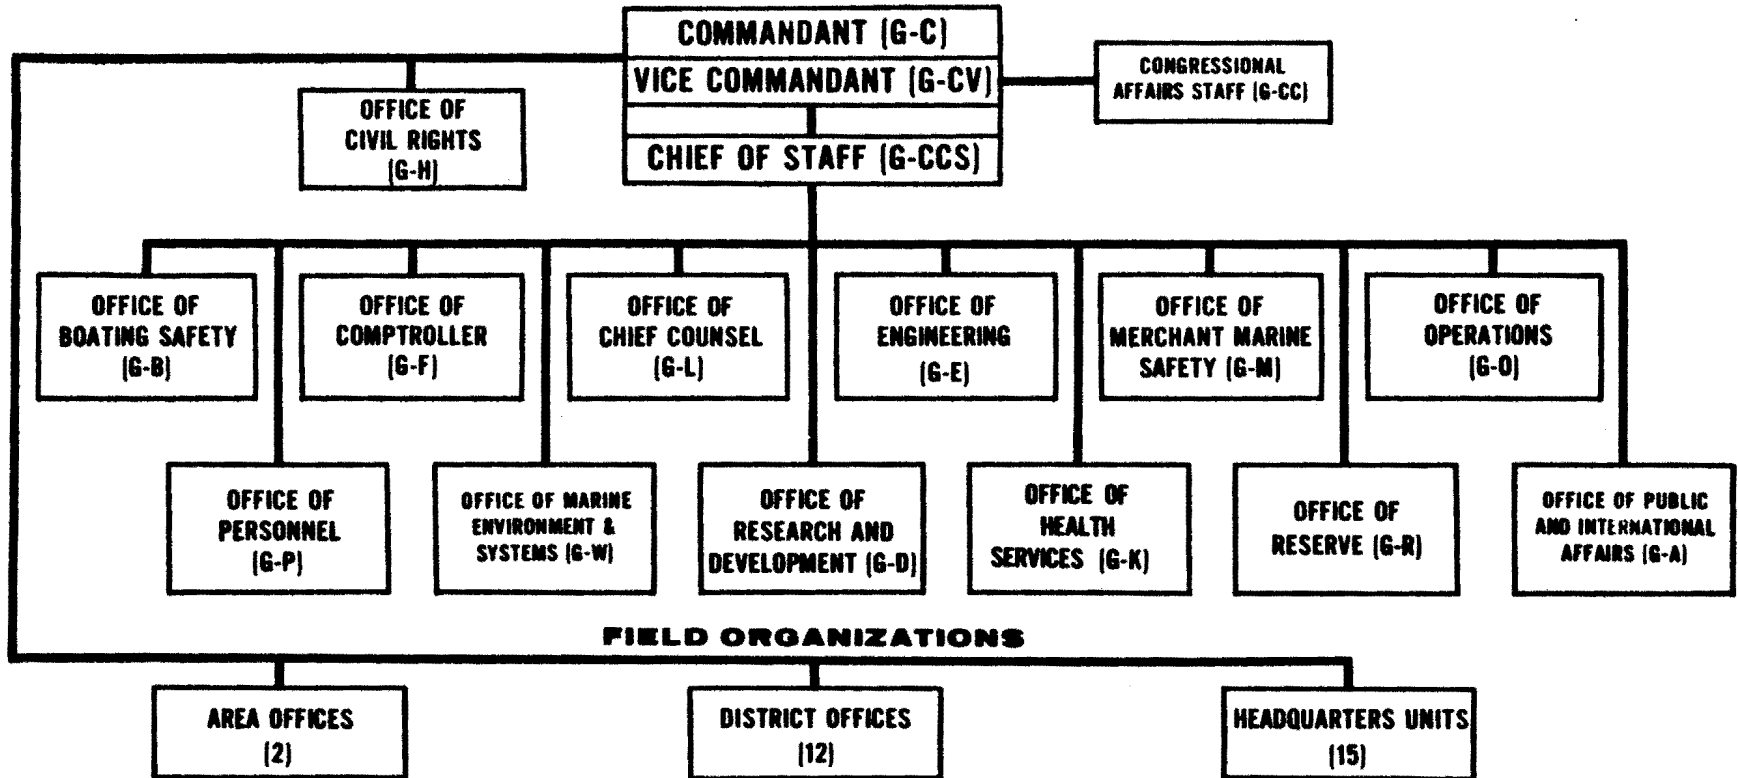 COMMANDANT (G-C)
VICE COMMANDANT (G-CV)
CHIEF OF STAFF (G-CCS)
CONGRESSIONAL
AFFAIRS STAFF (G-CC)
OFFICE OF
CIVIL RIGHTS
(G-H)
OFFICE OF
BOATING SAFETY
(G-B)
OFFICE OF
COMPTROLLER
(G-F)
OFFICE OF
CHIEF COUNSEL
(G-L)
OFFICE OF
ENGINEERING
(G-E)
OFFICE OF
MERCHANT MARINE
SAFETY (G-M)
OFFICE OF
OPERATIONS
(G-O)
OFFICE OF
PERSONNEL
(G-P)
OFFICE OF MARINE
ENVIRONMENT &
SYSTEMS (G-W)
OFFICE OF
RESEARCH AND
DEVELOPMENT (G-D)
OFFICE OF
HEALTH
SERVICES (G-K)
OFFICE OF
RESERVE (G-R)
OFFICE OF PUBLIC
AND INTERNATIONAL
AFFAIRS (G-A)
FIELD ORGANIZATIONS
AREA OFFICES
(2)
DISTRICT OFFICES
(12)
HEADQUARTERS UNITS
(15)